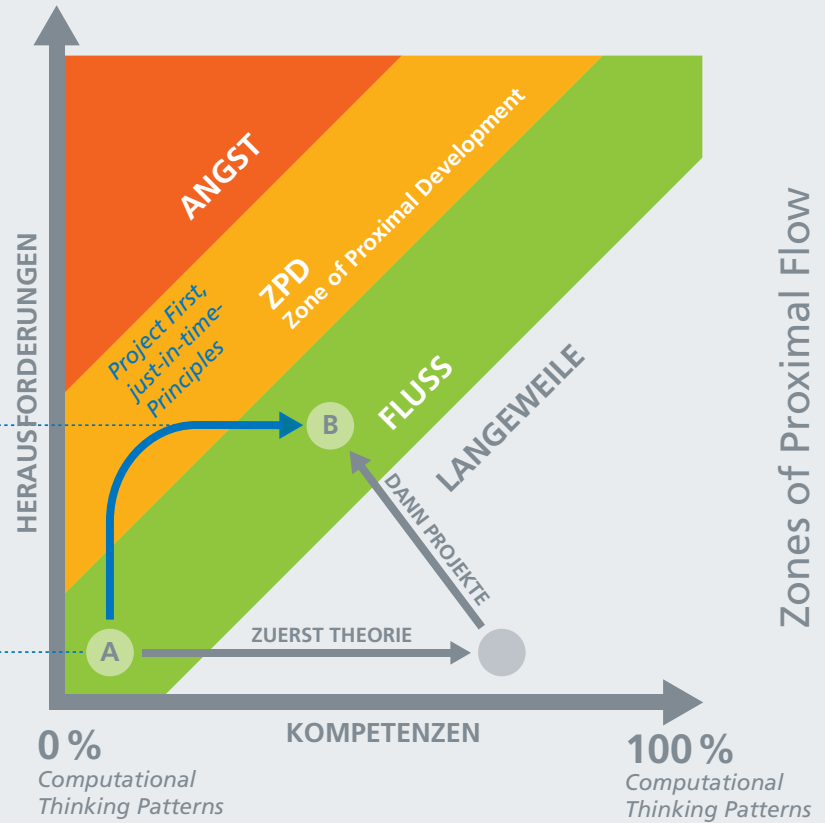 ANGST
ZPD
Zone of Proximal Development
Project First,
just-in-time-
Principles
FLUSS
LANGEWEILE
HERAUSFORDERUNGEN
B
DANN PROJEKTE
A
ZUERST THEORIE
KOMPETENZEN
0 %
Computational
Thinking Patterns
100 %
Computational
Thinking Patterns
Zones of Proximal Flow